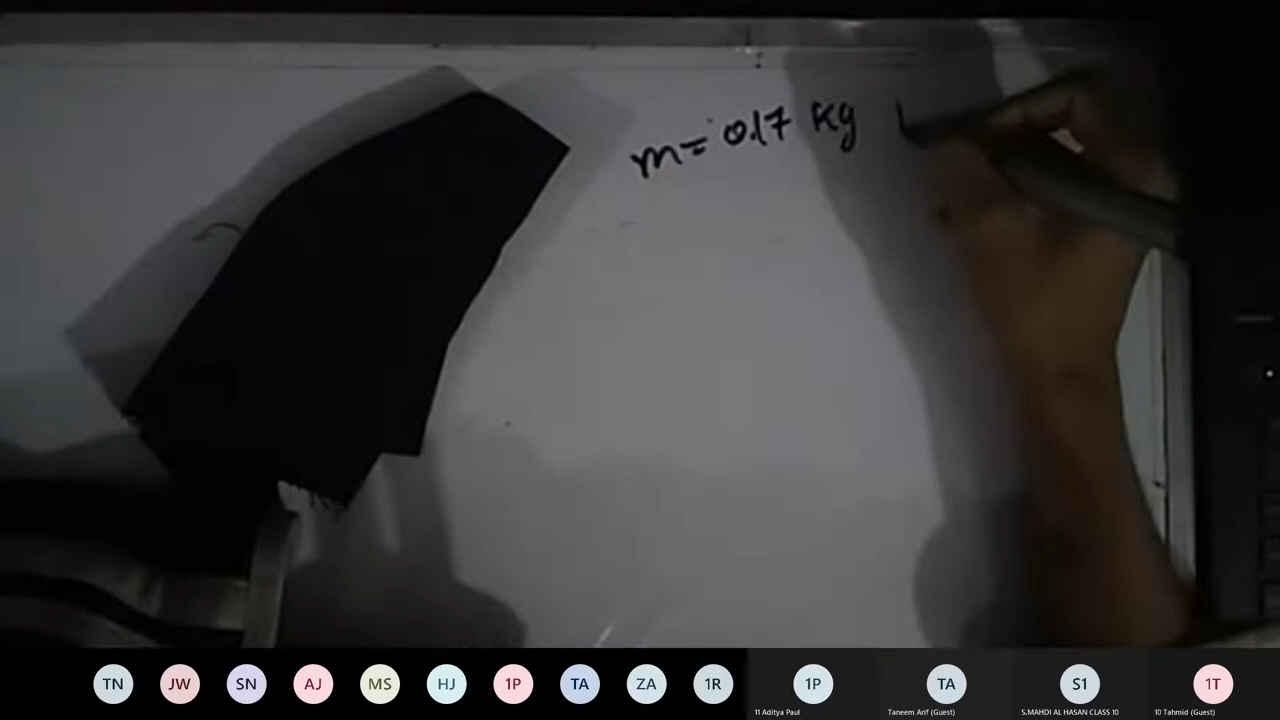 m = 0.17 kg
TN JW SN AJ MS HJ 1P TA ZA 1R 1P TA S1 1T
11 Aditya Paul Taneem Arif (Guest) S.MAHDI AL HASAN CLASS 10 10 Tahmid (Guest)